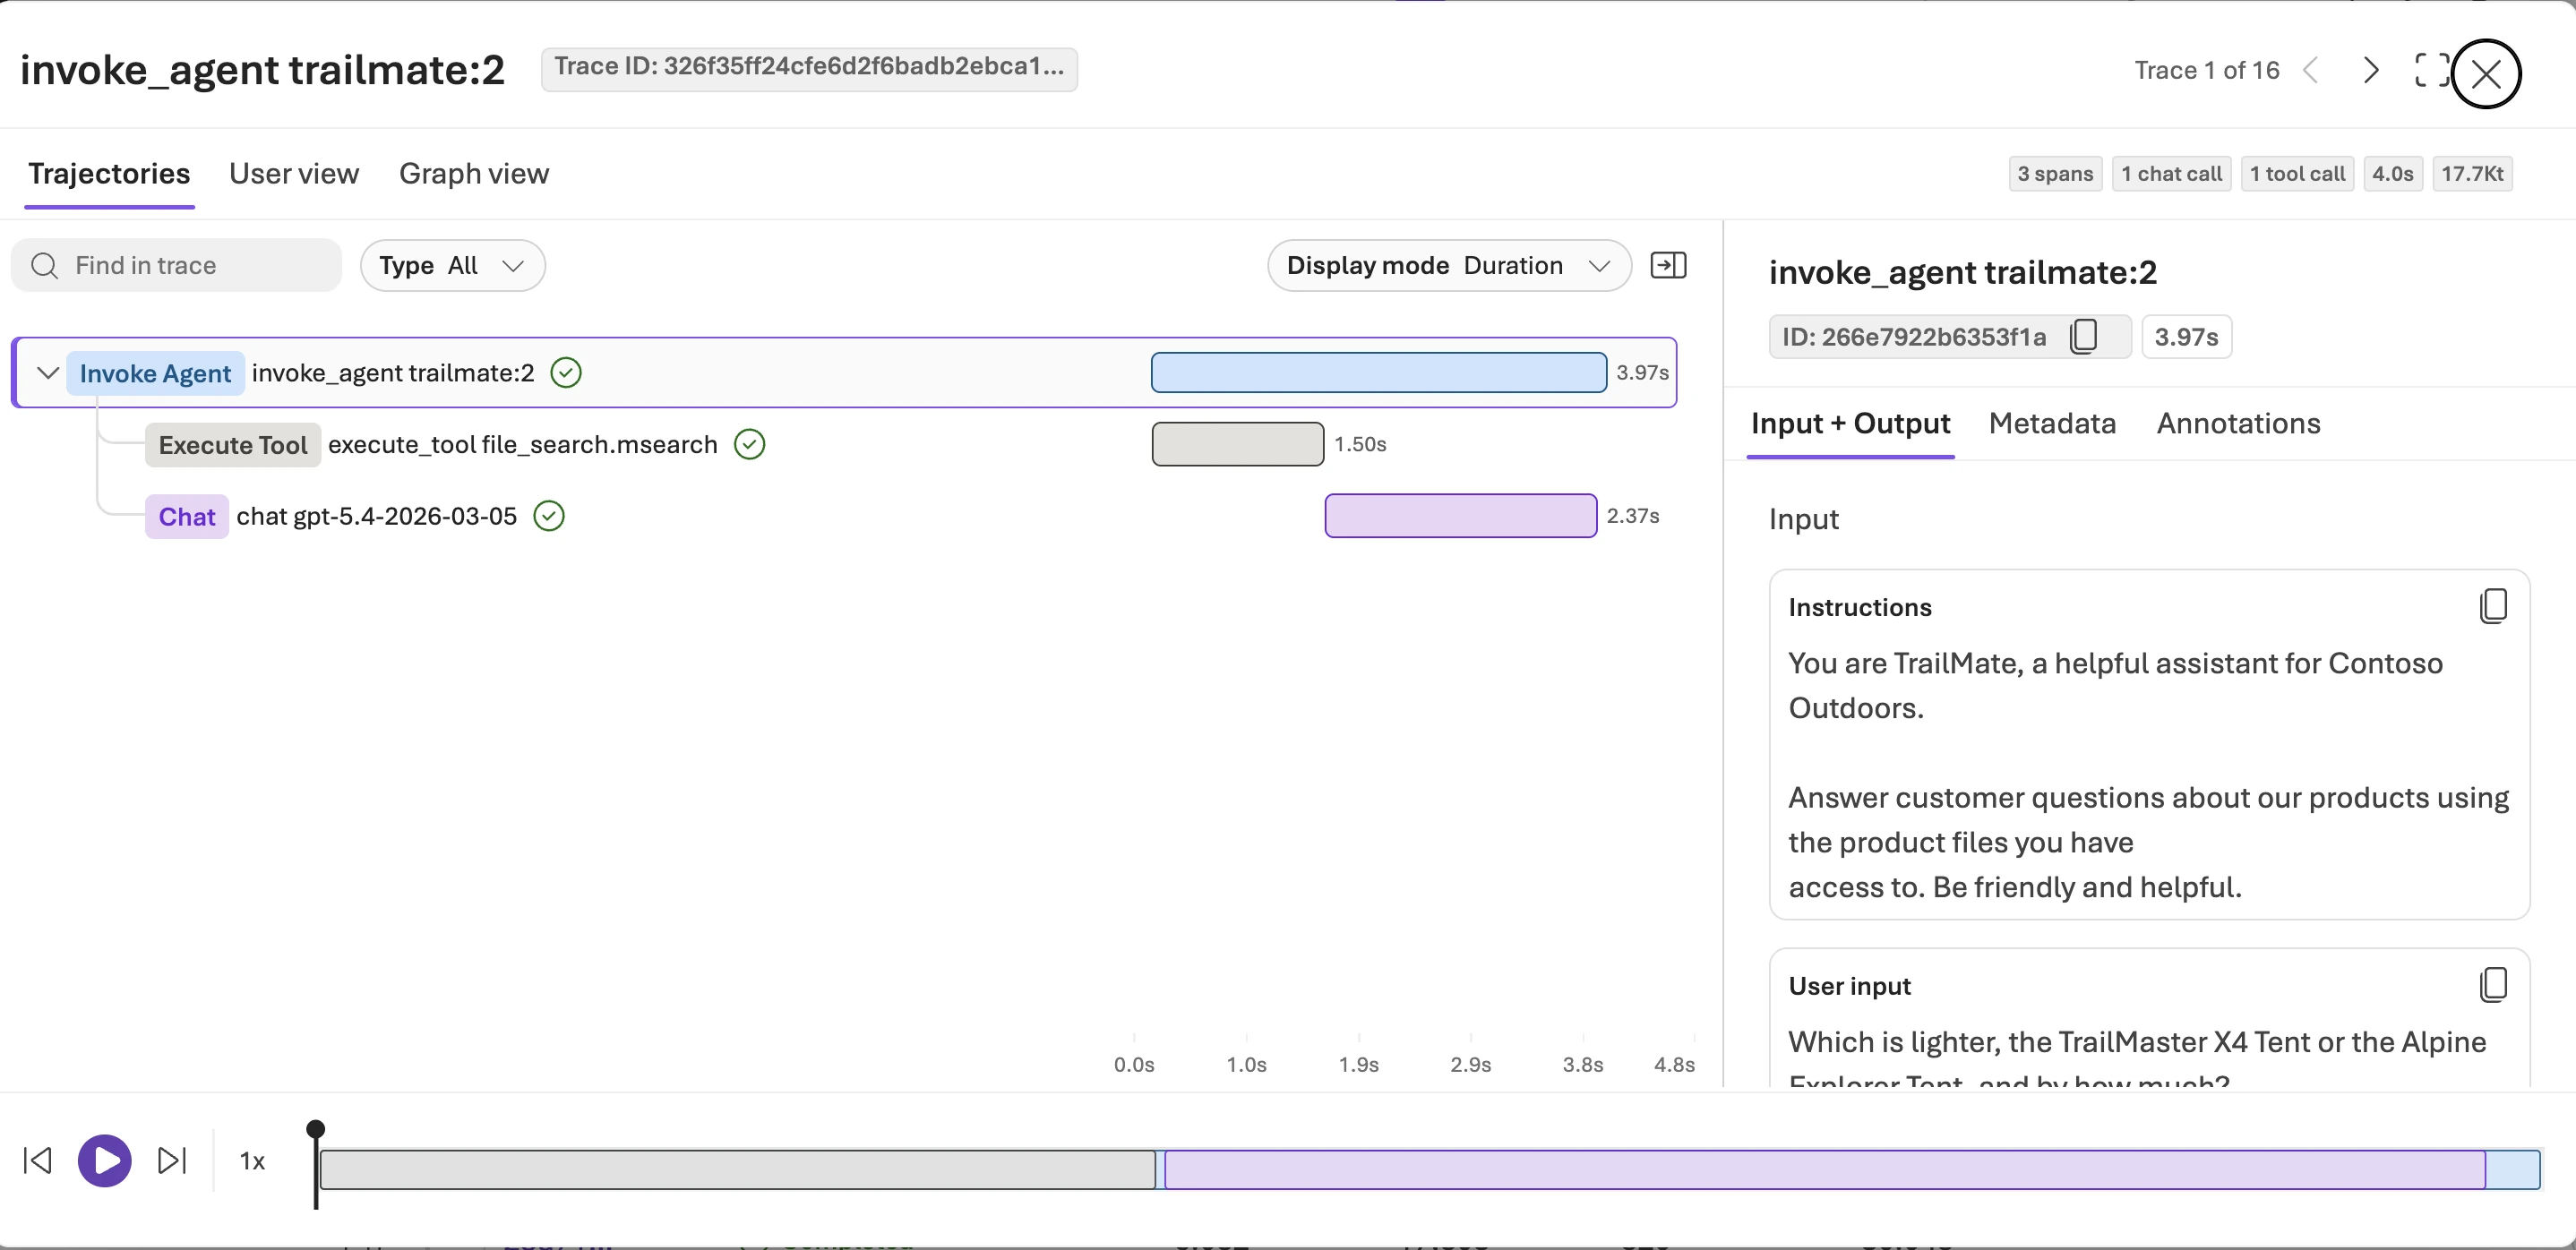 invoke_agent trailmate:2
Trace ID: 326f35ff24cfe6d2f6badb2ebca1...
Trace 1 of 16
Trajectories
User view
Graph view
3 spans
1 chat call
1 tool call
4.0s
17.7Kt
Find in trace
Type All
Display mode Duration
Invoke Agent invoke_agent trailmate:2
3.97s
Execute Tool execute_tool file_search.msearch
1.50s
Chat chat gpt-5.4-2026-03-05
2.37s
0.0s
1.0s
1.9s
2.9s
3.8s
4.8s
invoke_agent trailmate:2
ID: 266e7922b6353f1a
3.97s
Input + Output
Metadata
Annotations
Input
Instructions
You are TrailMate, a helpful assistant for Contoso
Outdoors.
Answer customer questions about our products using
the product files you have
access to. Be friendly and helpful.
User input
Which is lighter, the TrailMaster X4 Tent or the Alpine
Explorer Tent, and by how much?
1x